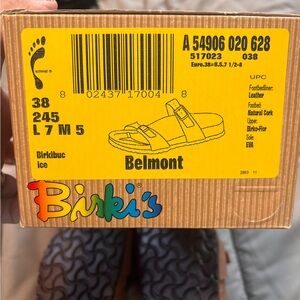 A 54906 020 628
517023 038
Euro.38=U.S.7 1/2-8
UPC
8 02437 17004 8
38
245
L 7 M 5
Footbedliner:
Leather
Footbed:
Natural Cork
Upper:
Birko-Flor
Sole:
EVA
Birkibuc
ice
Belmont
Birki's